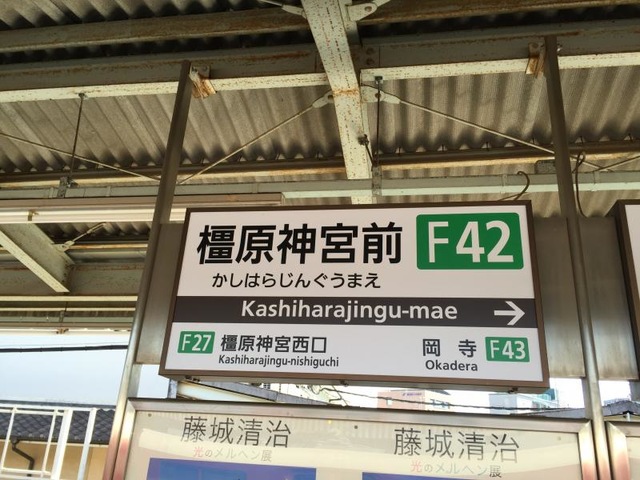 橿原神宮前 F42
かしはらじんぐうまえ
Kashiharajingu-mae →
F27 橿原神宮西口 岡寺 F43
Kashiharajingu-nishiguchi Okadera
藤城清治 藤城清治
光のメルヘン展 光のメルヘン展